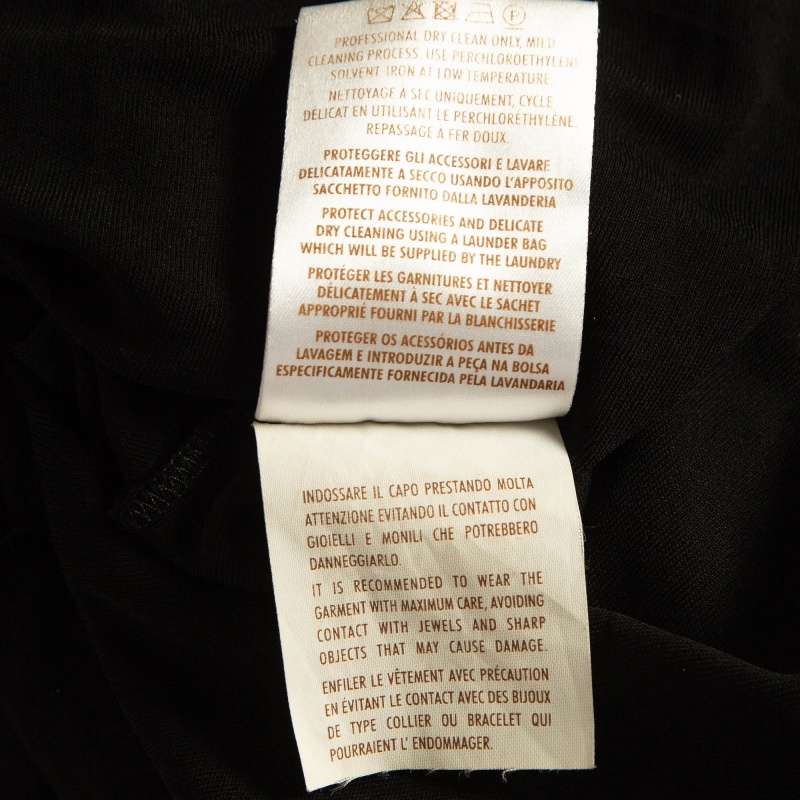 PROFESSIONAL DRY CLEAN ONLY, MILD
CLEANING PROCESS. USE PERCHLOROETHYLENE
SOLVENT. IRON AT LOW TEMPERATURE.
NETTOYAGE À SEC UNIQUEMENT, CYCLE
DÉLICAT EN UTILISANT LE PERCHLORÉTHYLÈNE.
REPASSAGE À FER DOUX.
PROTEGGERE GLI ACCESSORI E LAVARE
DELICATAMENTE A SECCO USANDO L'APPOSITO
SACCHETTO FORNITO DALLA LAVANDERIA
PROTECT ACCESSORIES AND DELICATE
DRY CLEANING USING A LAUNDER BAG
WHICH WILL BE SUPPLIED BY THE LAUNDRY
PROTÉGER LES GARNITURES ET NETTOYER
DÉLICATEMENT À SEC AVEC LE SACHET
APPROPRIÉ FOURNI PAR LA BLANCHISSERIE
PROTEGER OS ACESSÓRIOS ANTES DA
LAVAGEM E INTRODUZIR A PEÇA NA BOLSA
ESPECIFICAMENTE FORNECIDA PELA LAVANDARIA
INDOSSARE IL CAPO PRESTANDO MOLTA
ATTENZIONE EVITANDO IL CONTATTO CON
GIOIELLI E MONILI CHE POTREBBERO
DANNEGGIARLO.
IT IS RECOMMENDED TO WEAR THE
GARMENT WITH MAXIMUM CARE, AVOIDING
CONTACT WITH JEWELS AND SHARP
OBJECTS THAT MAY CAUSE DAMAGE.
ENFILER LE VÊTEMENT AVEC PRÉCAUTION
EN ÉVITANT LE CONTACT AVEC DES BIJOUX
DE TYPE COLLIER OU BRACELET QUI
POURRAIENT L' ENDOMMAGER.